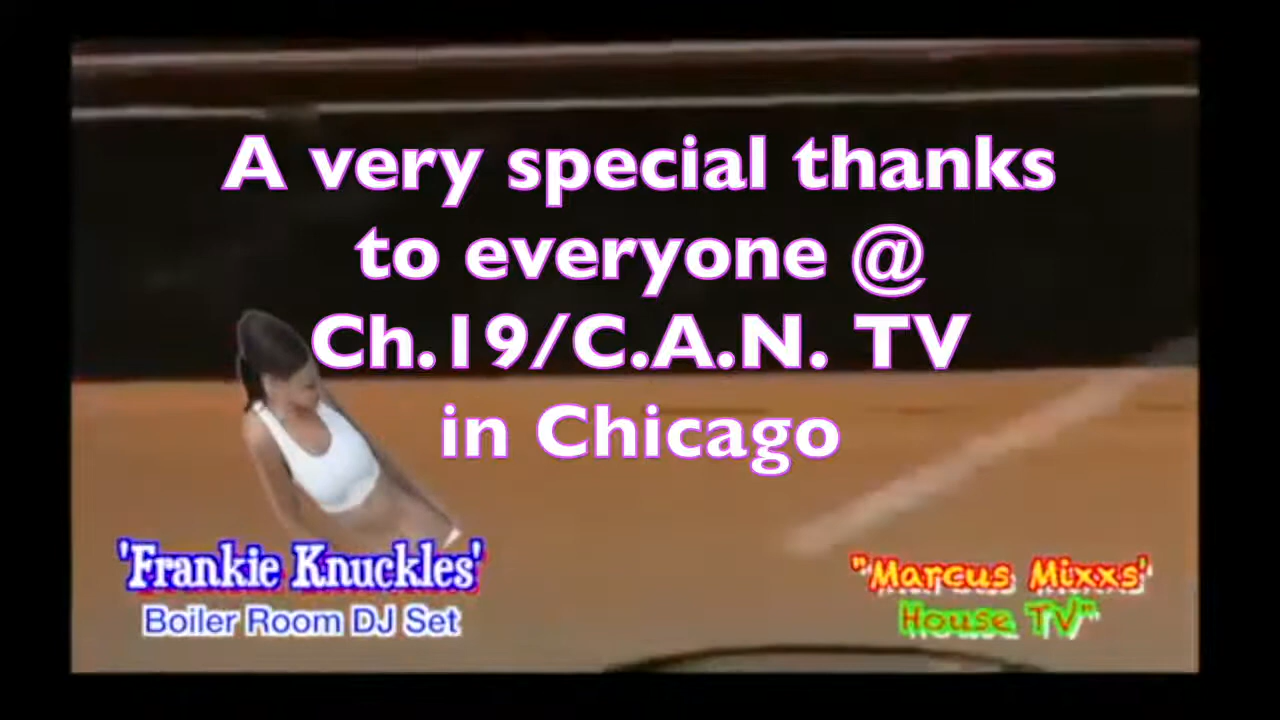 A very special thanks
to everyone @
Ch.19/C.A.N. TV
in Chicago
'Frankie Knuckles'
Boiler Room DJ Set
"Marcus Mixxs'
House TV"